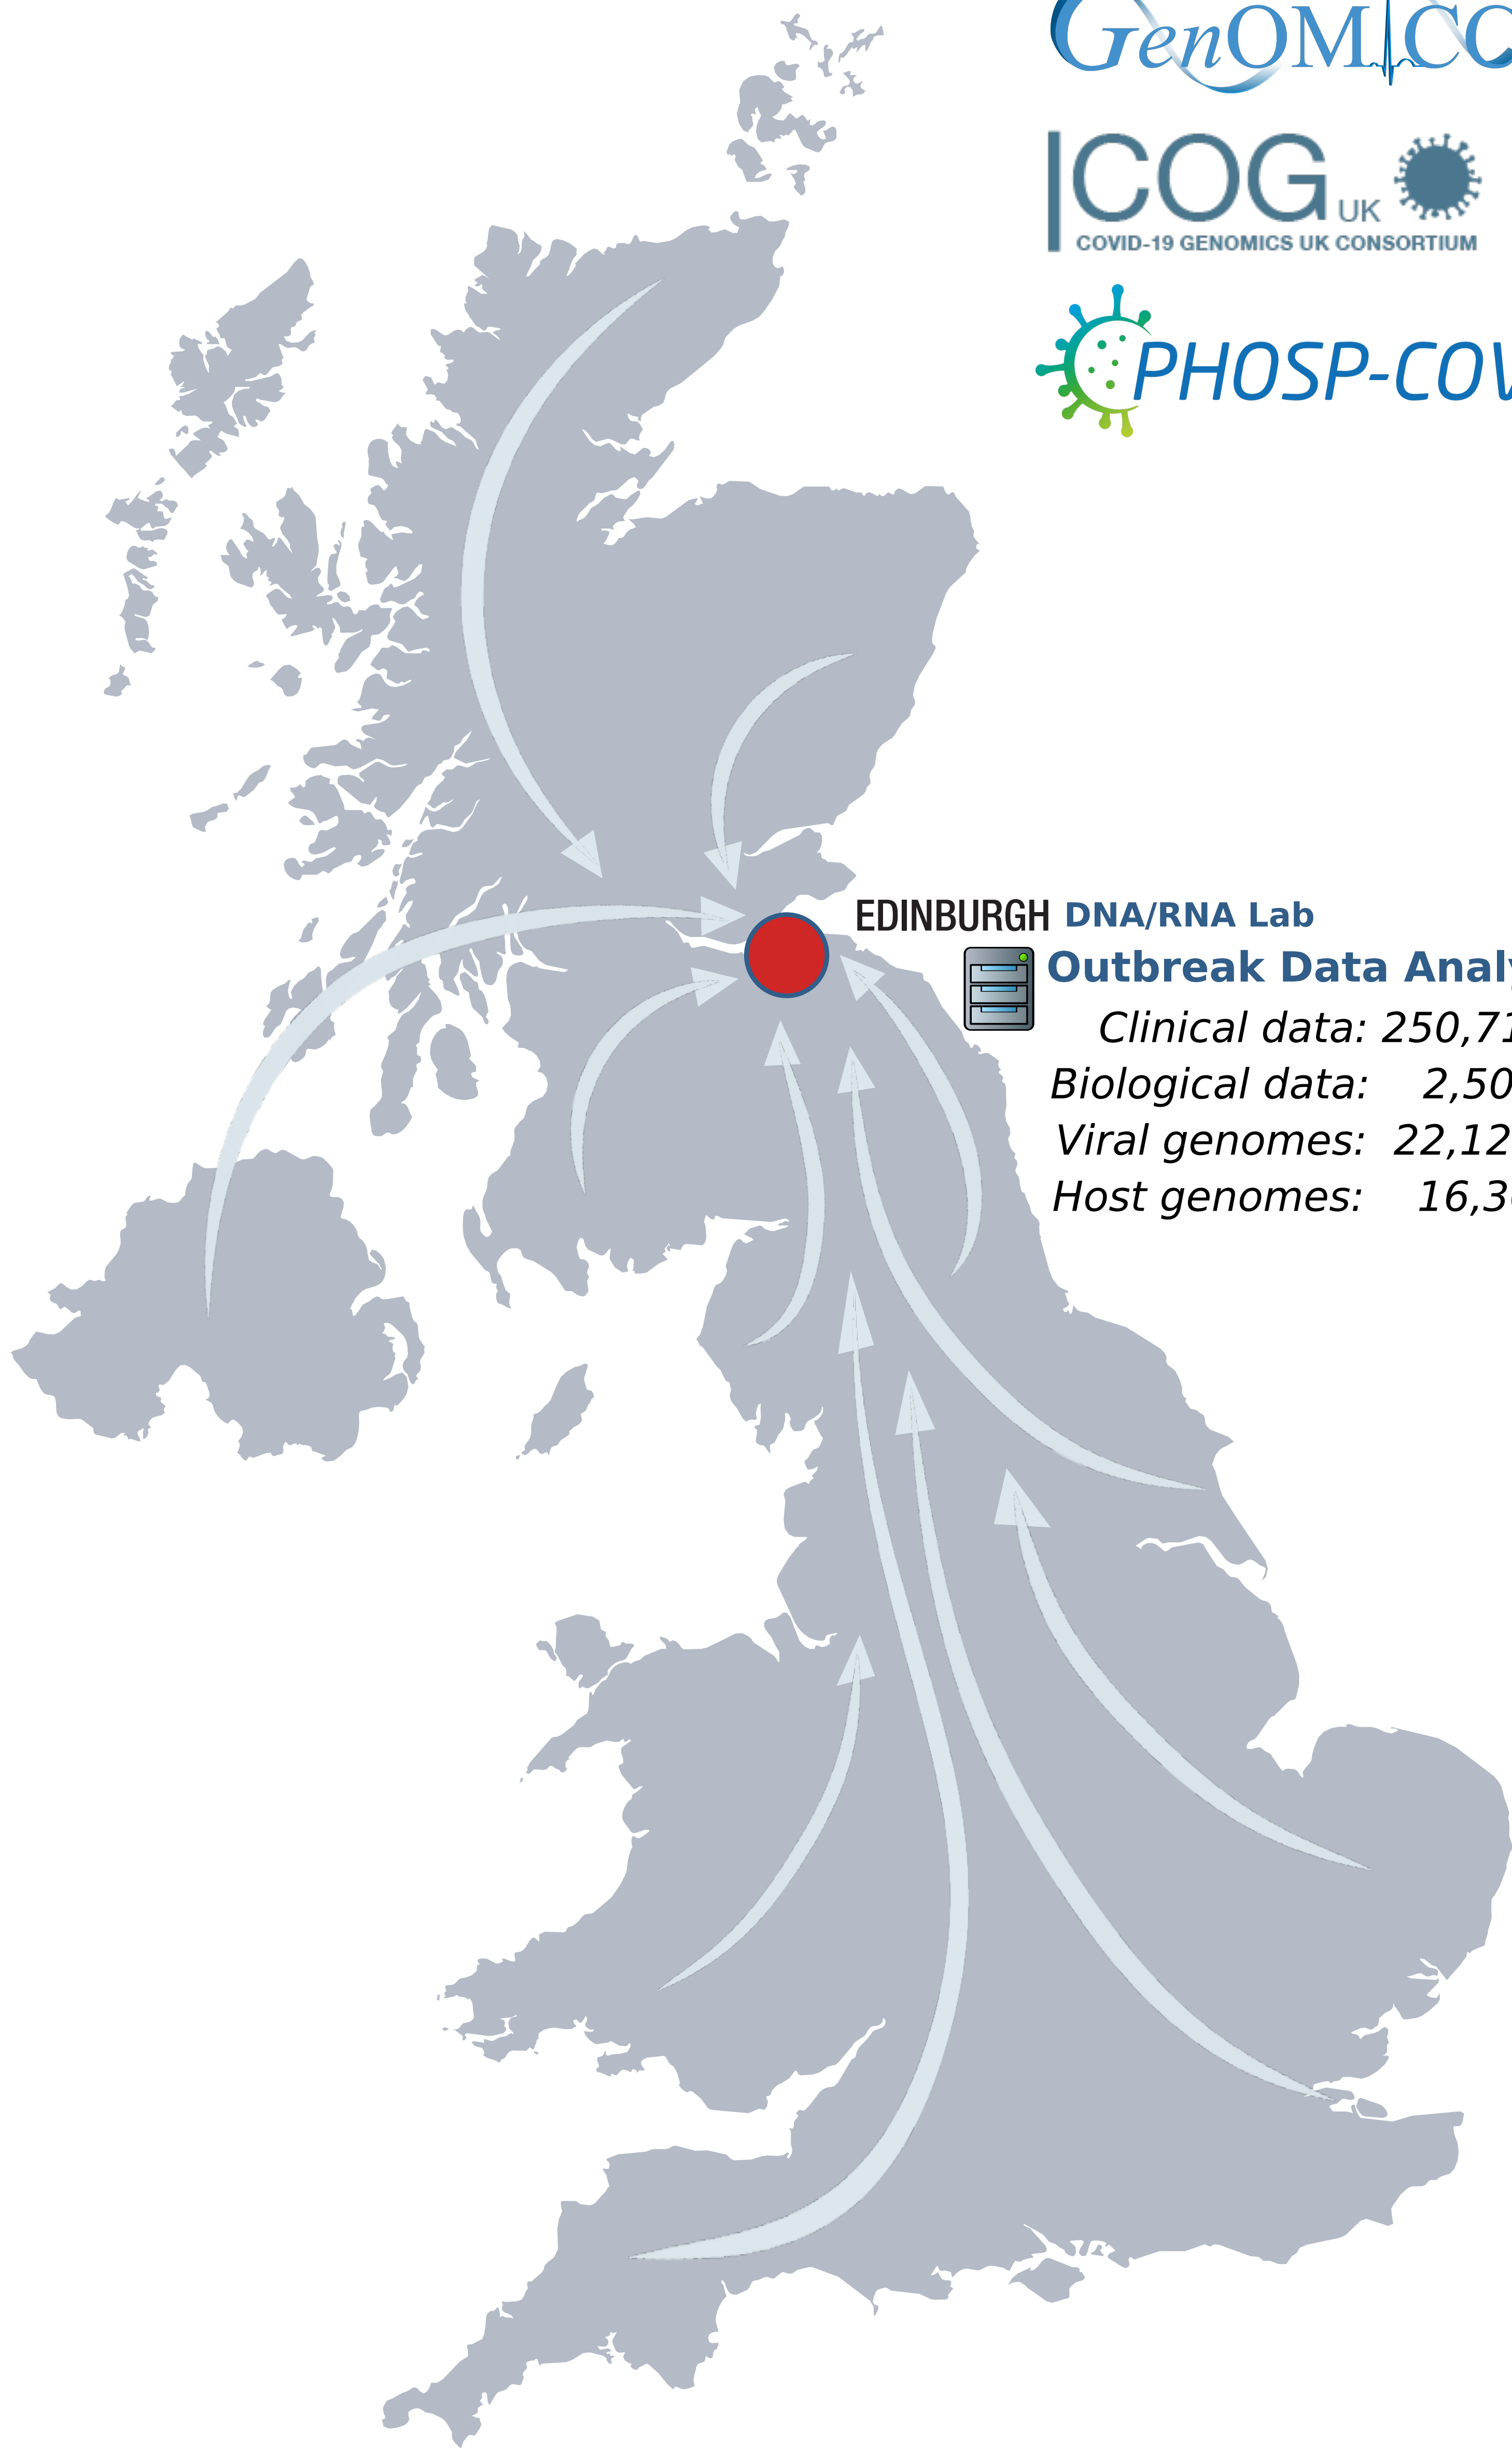 GenOMICC
COG UK
COVID-19 GENOMICS UK CONSORTIUM
PHOSP-COV
EDINBURGH DNA/RNA Lab
Outbreak Data Analy
Clinical data: 250,71
Biological data: 2,50
Viral genomes: 22,12
Host genomes: 16,3